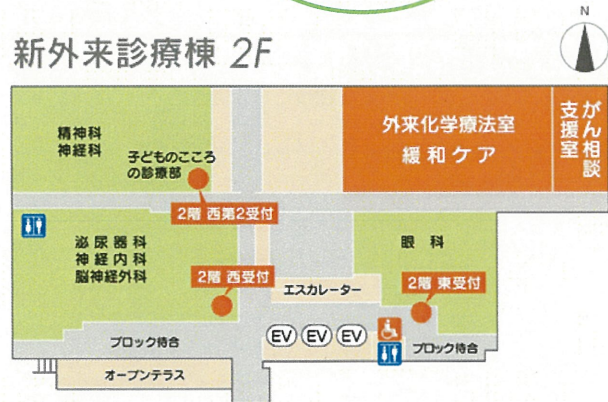 N
新外来診療棟 2F
精神科
神経科
子どものこころ
の診療部
外来化学療法室
緩和ケア
がん相談
支援室
2階 西第2受付
泌尿器科
神経内科
脳神経外科
眼科
2階 西受付
2階 東受付
エスカレーター
EV EV EV
ブロック待合
ブロック待合
オープンテラス